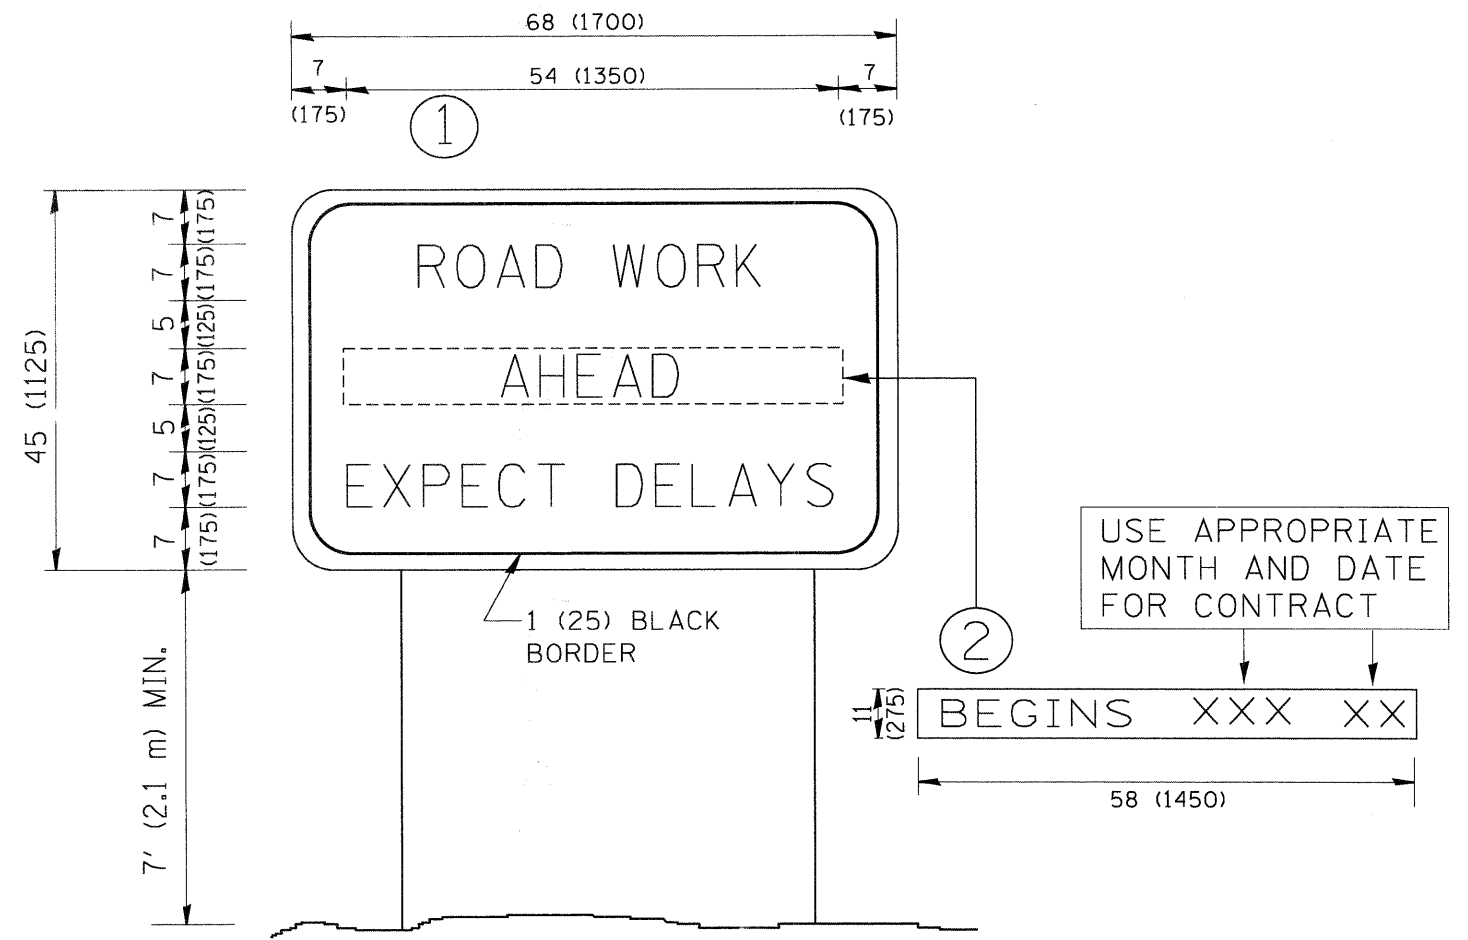 68 (1700)
7
54 (1350)
7
(175)
(175)
1
7
(175)
7
(175)
5
(125)
7
(175)
5
(125)
7
(175)
7
(175)
45 (1125)
ROAD WORK
AHEAD
EXPECT DELAYS
1 (25) BLACK
BORDER
7' (2.1 m) MIN.
USE APPROPRIATE
MONTH AND DATE
FOR CONTRACT
2
11
(275)
BEGINS XXX XX
58 (1450)